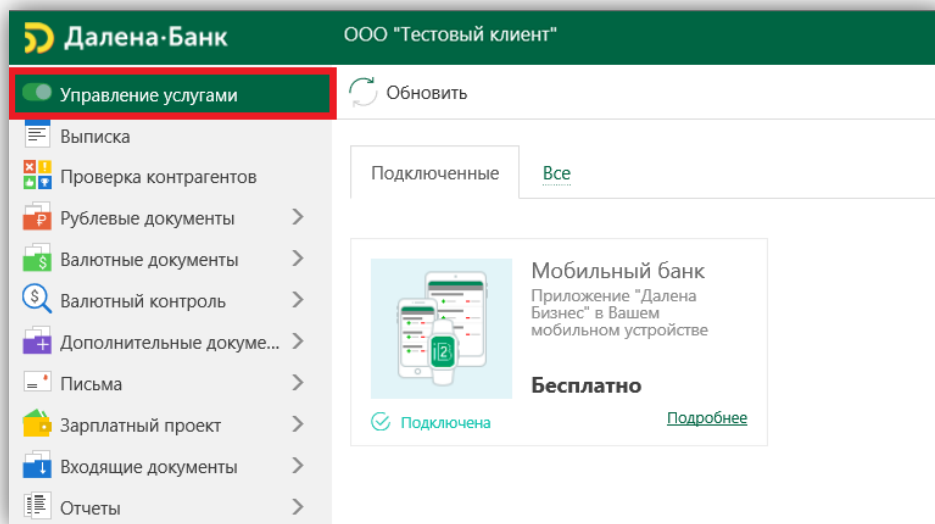 Далена·Банк
ООО "Тестовый клиент"
Управление услугами
Обновить
Выписка
Проверка контрагентов
Рублевые документы
Валютные документы
Валютный контроль
Дополнительные докуме...
Письма
Зарплатный проект
Входящие документы
Отчеты
Подключенные
Все
Мобильный банк
Приложение "Далена
Бизнес" в Вашем
мобильном устройстве
Бесплатно
Подключена
Подробнее